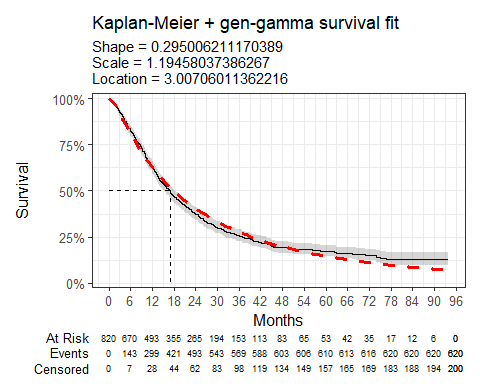 Kaplan-Meier + gen-gamma survival fit
Shape = 0.295006211170389
Scale = 1.19458037386267
Location = 3.00706011362216
100%
75%
50%
25%
0%
Survival
0 6 12 18 24 30 36 42 48 54 60 66 72 78 84 90 96
Months
At Risk 820 670 493 355 265 194 153 113 83 65 53 42 35 17 12 6 0
Events 0 143 299 421 493 543 569 588 603 606 610 613 616 620 620 620 620
Censored 0 7 28 44 62 83 98 119 134 149 157 165 169 183 188 194 200